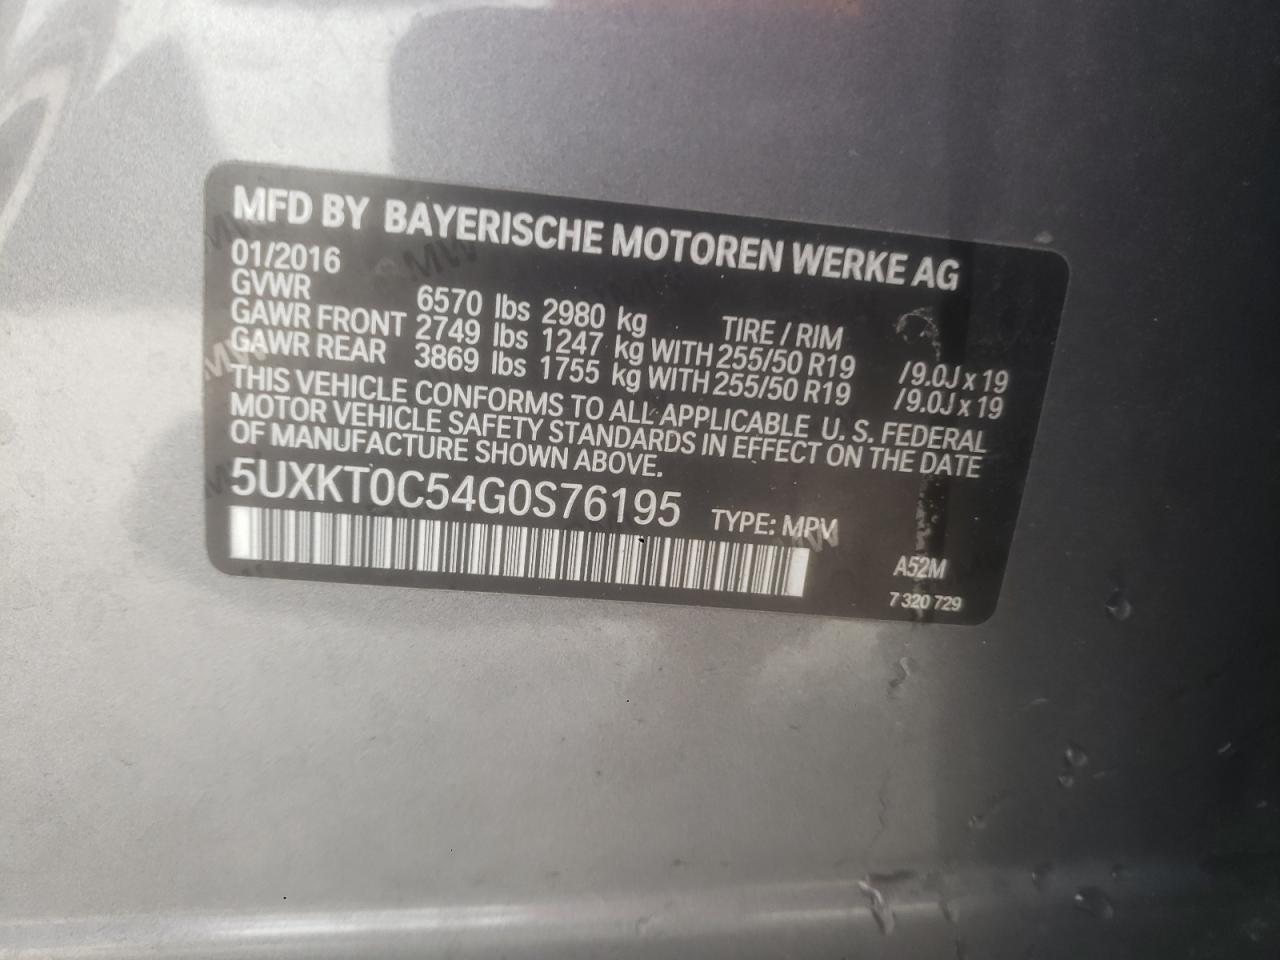 MFD BY BAYERISCHE MOTOREN WERKE AG
01/2016
GVWR 6570 lbs 2980 kg TIRE / RIM
GAWR FRONT 2749 lbs 1247 kg WITH 255/50 R19 /9.0J x 19
GAWR REAR 3869 lbs 1755 kg WITH 255/50 R19 /9.0J x 19
THIS VEHICLE CONFORMS TO ALL APPLICABLE U. S. FEDERAL
MOTOR VEHICLE SAFETY STANDARDS IN EFFECT ON THE DATE
OF MANUFACTURE SHOWN ABOVE.
5UXKT0C54G0S76195 TYPE: MPV
A52M
7 320 729